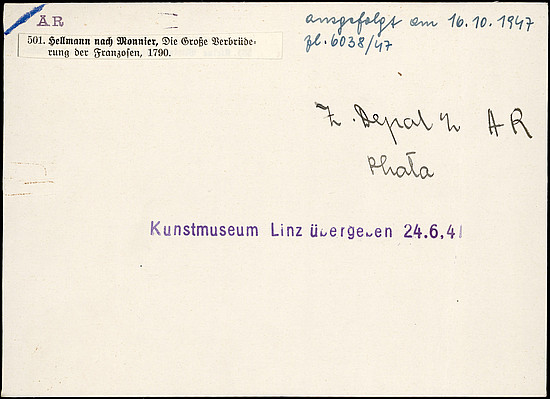 AR
ausgefolgt am 16.10.1947
zl. 6038/47
501. Hellmann nach Monnier, Die Große Verbrüde-
rung der Franzosen, 1790.
Z. Depot AR
Photo
Kunstmuseum Linz übergeben 24.6.41